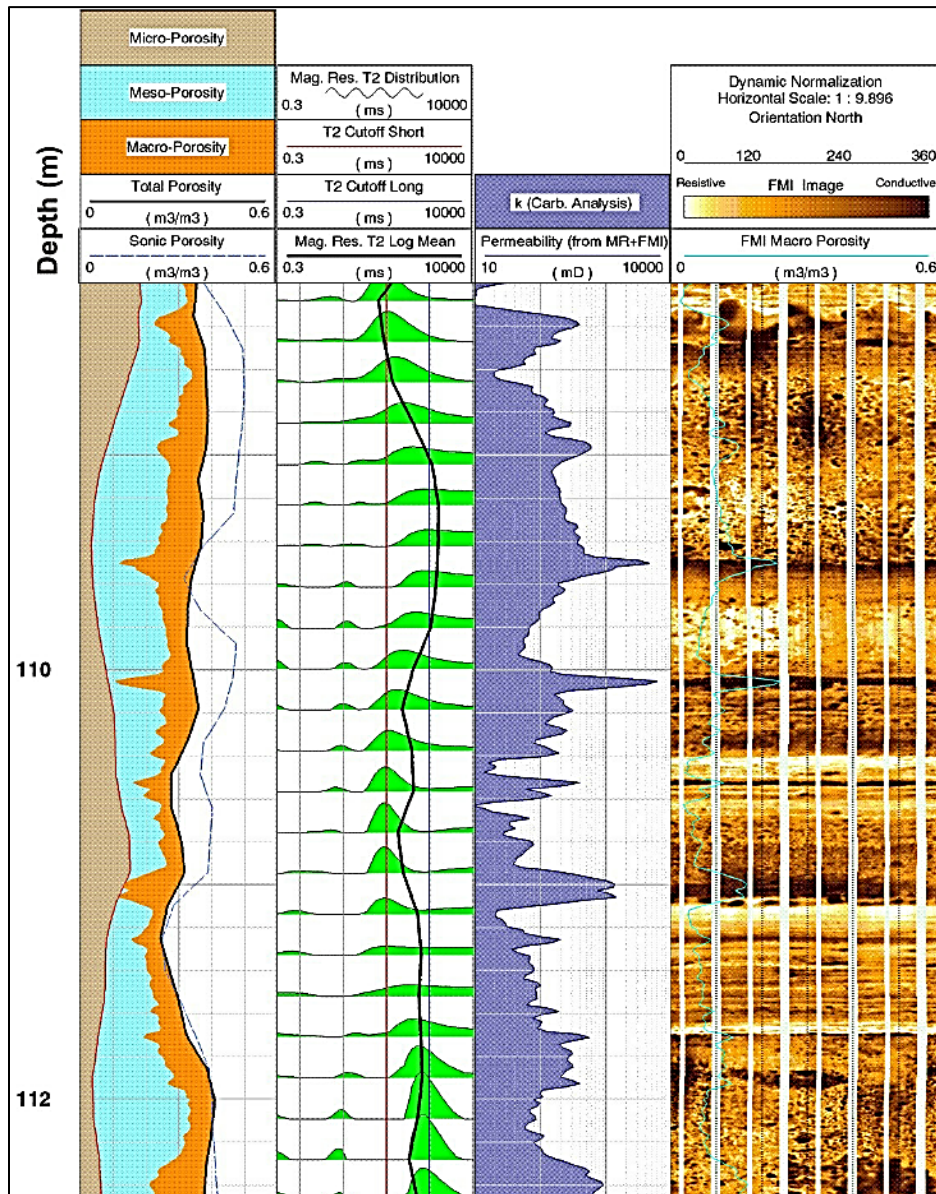 Depth (m)
Micro-Porosity
Meso-Porosity
Macro-Porosity
Total Porosity
0 0.6
(m3/m3)
Sonic Porosity
0 0.6
(m3/m3)
Mag. Res. T2 Distribution
0.3 10000
(ms)
T2 Cutoff Short
0.3 10000
(ms)
T2 Cutoff Long
0.3 10000
(ms)
Mag. Res. T2 Log Mean
0.3 10000
(ms)
k (Carb. Analysis)
Permeability (from MR+FMI)
10 10000
(mD)
Dynamic Normalization
Horizontal Scale: 1 : 9.896
Orientation North
0 120 240 360
Resistive FMI Image Conductive
FMI Macro Porosity
0 0.6
(m3/m3)
110
112